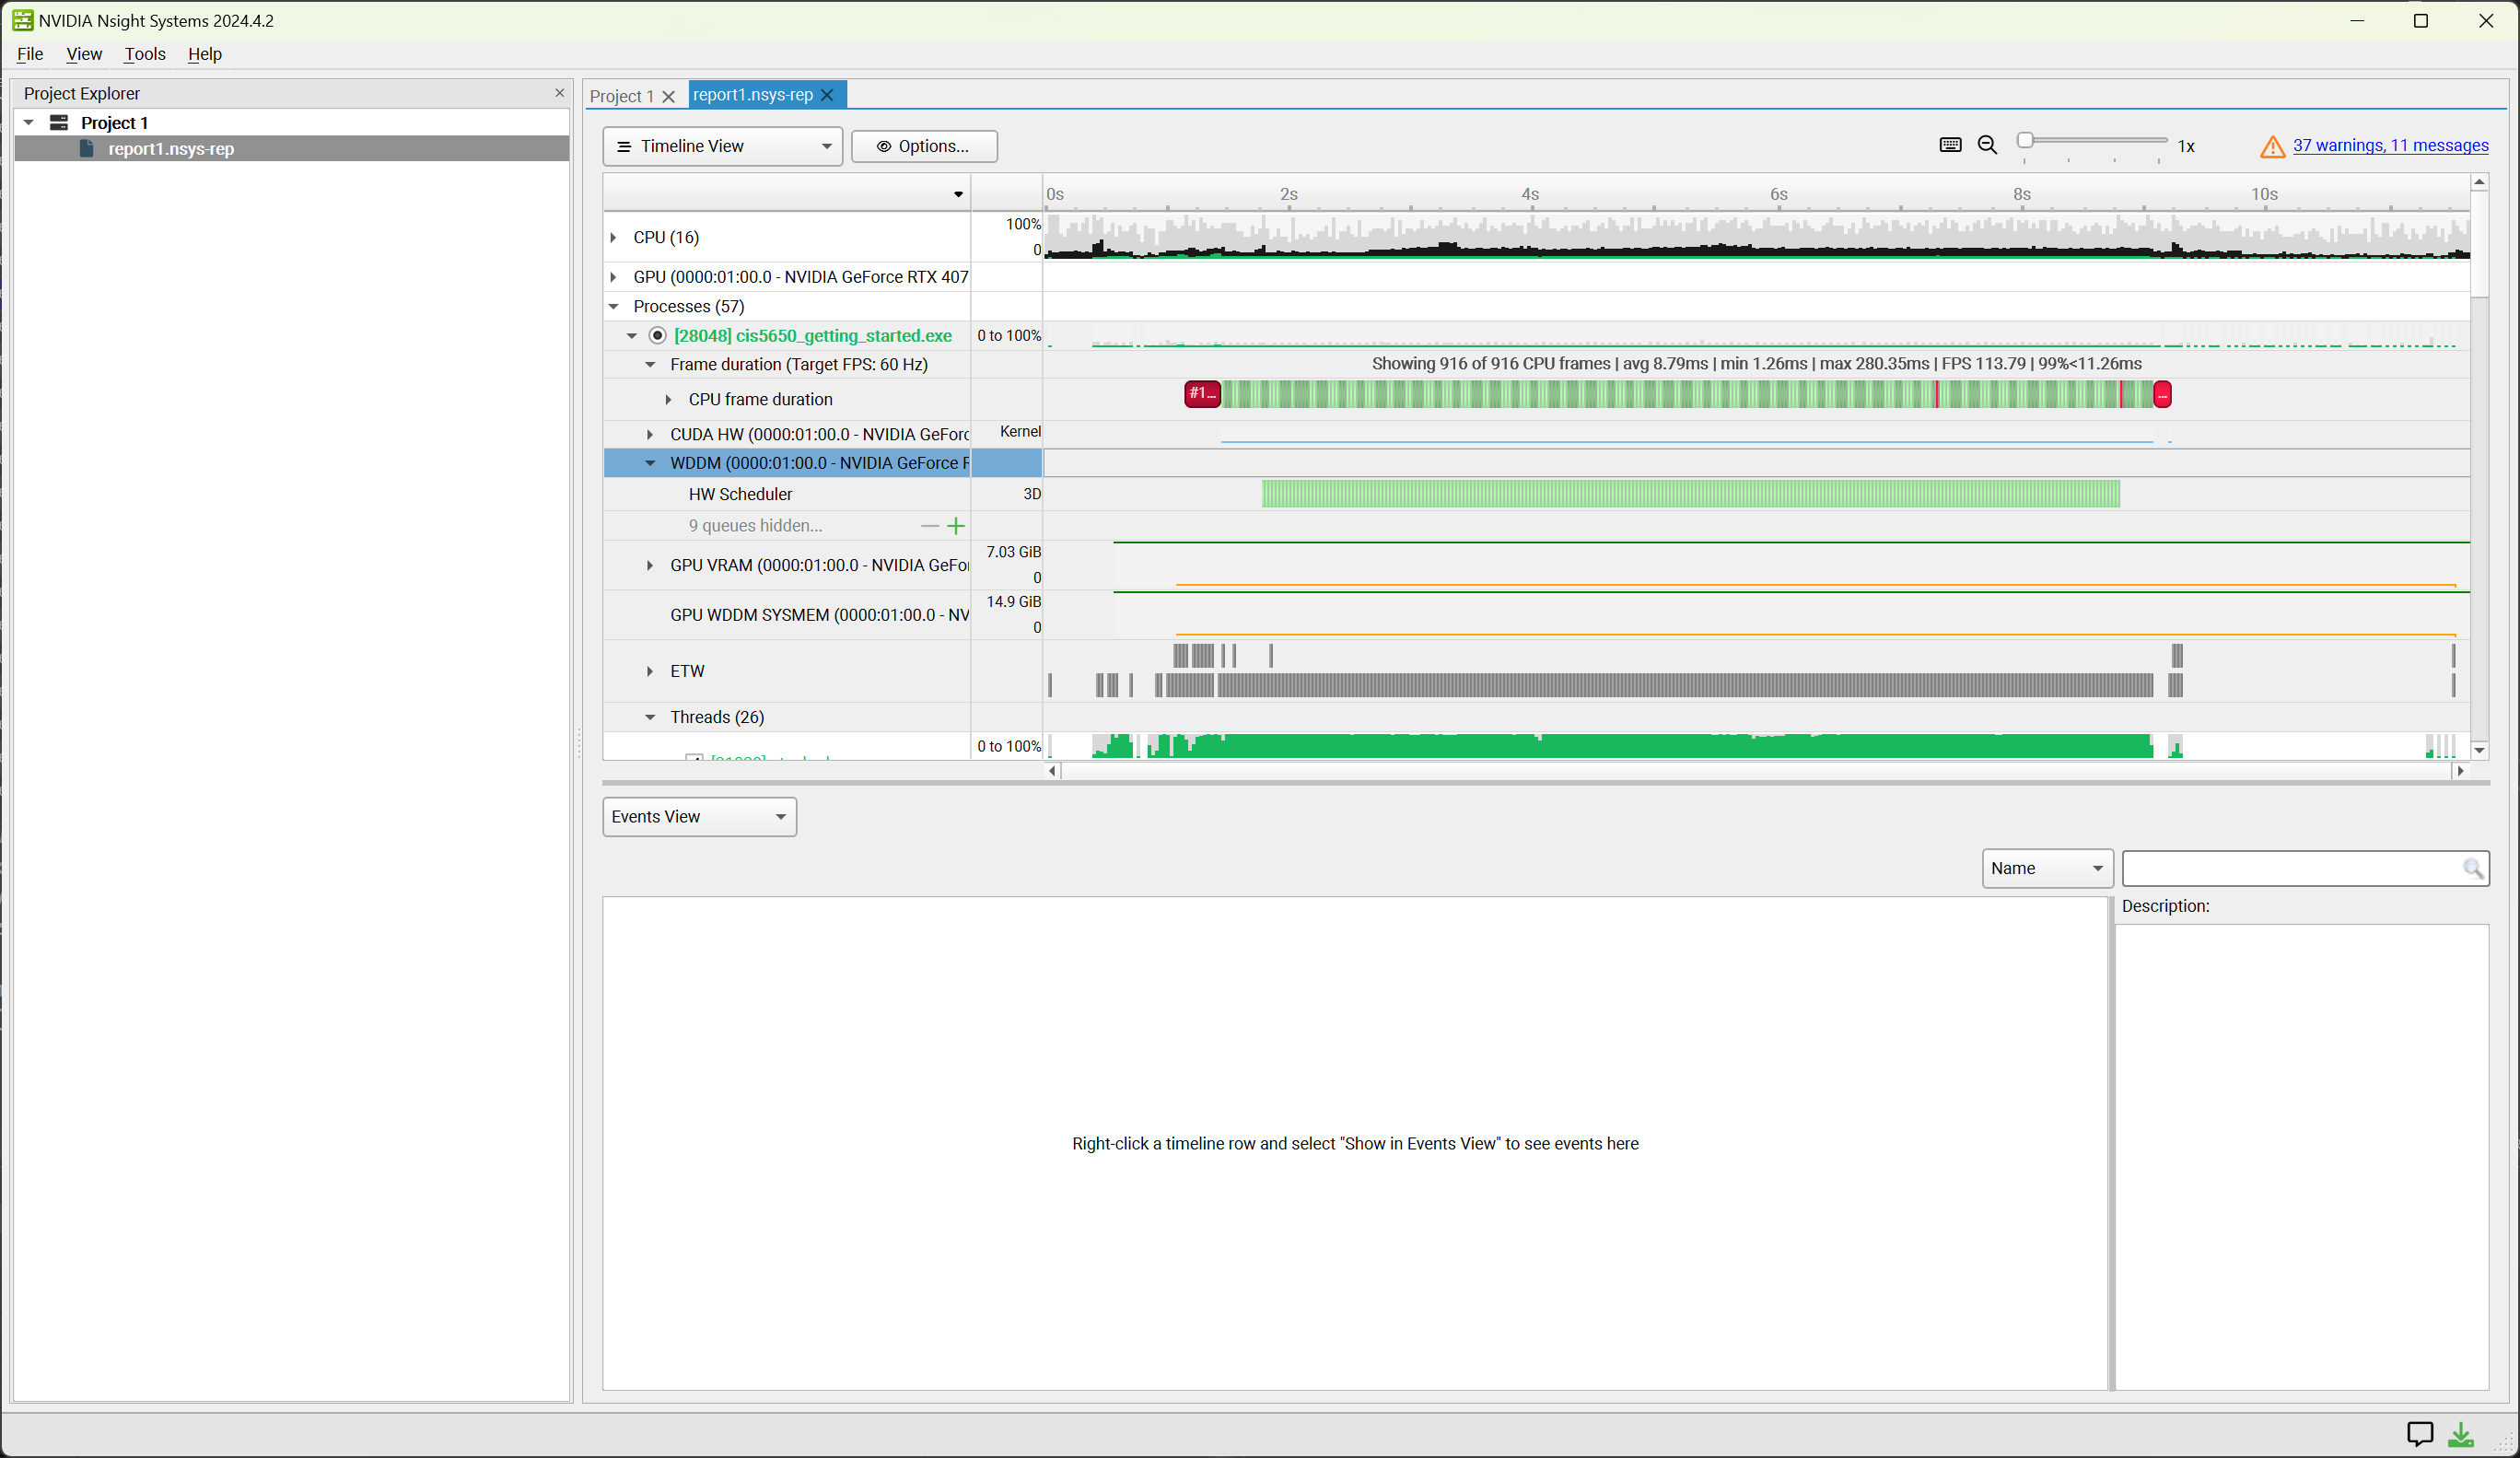 NVIDIA Nsight Systems 2024.4.2
File View Tools Help
Project Explorer
Project 1
report1.nsys-rep
Project 1
report1.nsys-rep
Timeline View
Options...
1x
37 warnings, 11 messages
0s 2s 4s 6s 8s 10s
CPU (16)
100%
0
GPU (0000:01:00.0 - NVIDIA GeForce RTX 407
Processes (57)
[28048] cis5650_getting_started.exe
0 to 100%
Frame duration (Target FPS: 60 Hz)
Showing 916 of 916 CPU frames | avg 8.79ms | min 1.26ms | max 280.35ms | FPS 113.79 | 99%<11.26ms
CPU frame duration
#1...
...
CUDA HW (0000:01:00.0 - NVIDIA GeForc
Kernel
WDDM (0000:01:00.0 - NVIDIA GeForce R
HW Scheduler
3D
9 queues hidden...
GPU VRAM (0000:01:00.0 - NVIDIA GeFor
7.03 GiB
0
GPU WDDM SYSMEM (0000:01:00.0 - NV
14.9 GiB
0
ETW
Threads (26)
0 to 100%
Events View
Name
Description:
Right-click a timeline row and select "Show in Events View" to see events here